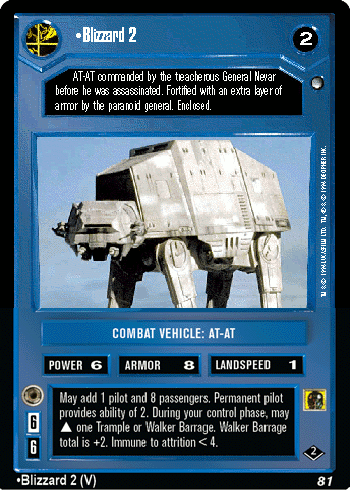 •Blizzard 2
2
AT-AT commanded by the treacherous General Nevar
before he was assassinated. Fortified with an extra layer of
armor by the paranoid general. Enclosed.
COMBAT VEHICLE: AT-AT
POWER 6
ARMOR 8
LANDSPEED 1
May add 1 pilot and 8 passengers. Permanent pilot
provides ability of 2. During your control phase, may
▲ one Trample or Walker Barrage. Walker Barrage
total is +2. Immune to attrition < 4.
6
6
2
•Blizzard 2 (V)
81